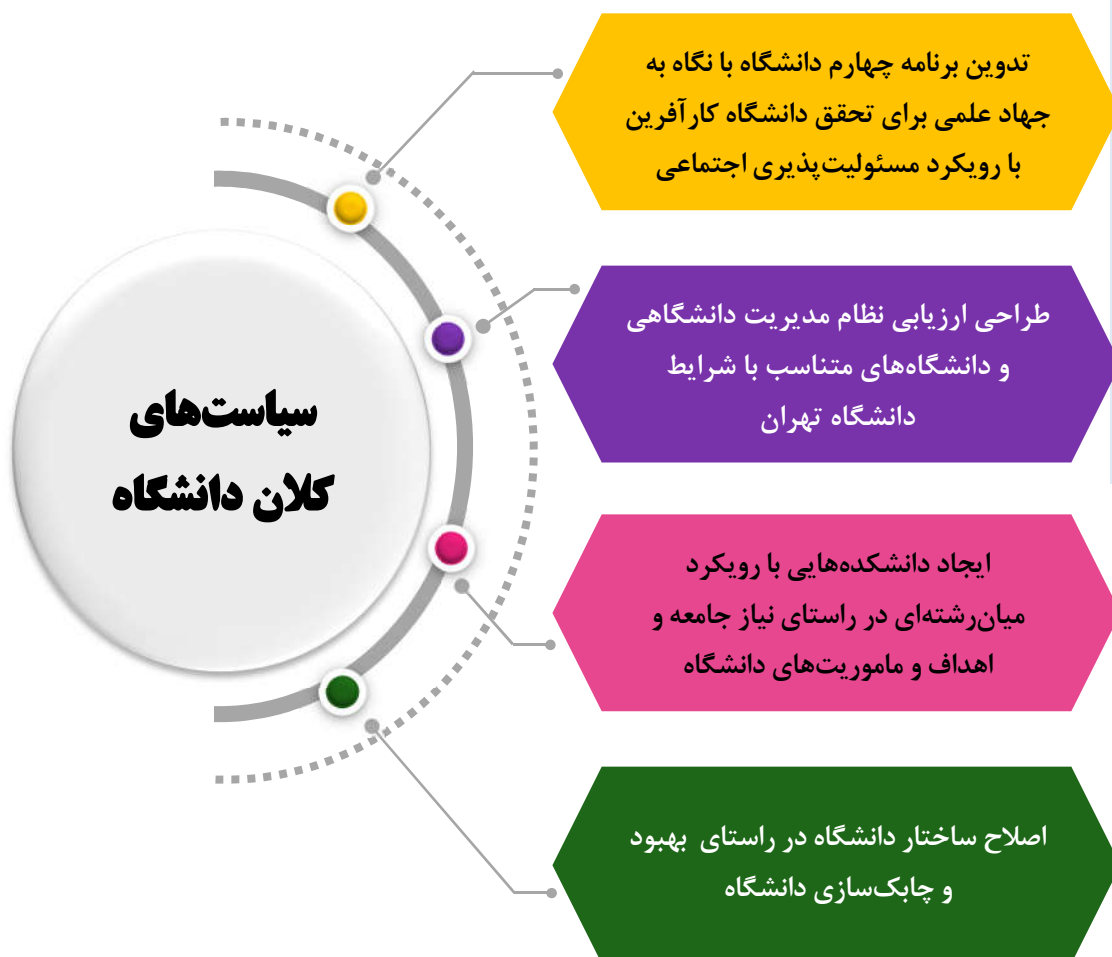 سیاست‌های
کلان دانشگاه
تدوین برنامه چهارم دانشگاه با نگاه به
جهاد علمی برای تحقق دانشگاه کارآفرین
با رویکرد مسئولیت‌پذیری اجتماعی
طراحی ارزیابی نظام مدیریت دانشگاهی
و دانشگاه‌های متناسب با شرایط
دانشگاه تهران
ایجاد دانشکده‌هایی با رویکرد
میان‌رشته‌ای در راستای نیاز جامعه و
اهداف و ماموریت‌های دانشگاه
اصلاح ساختار دانشگاه در راستای بهبود
و چابک‌سازی دانشگاه